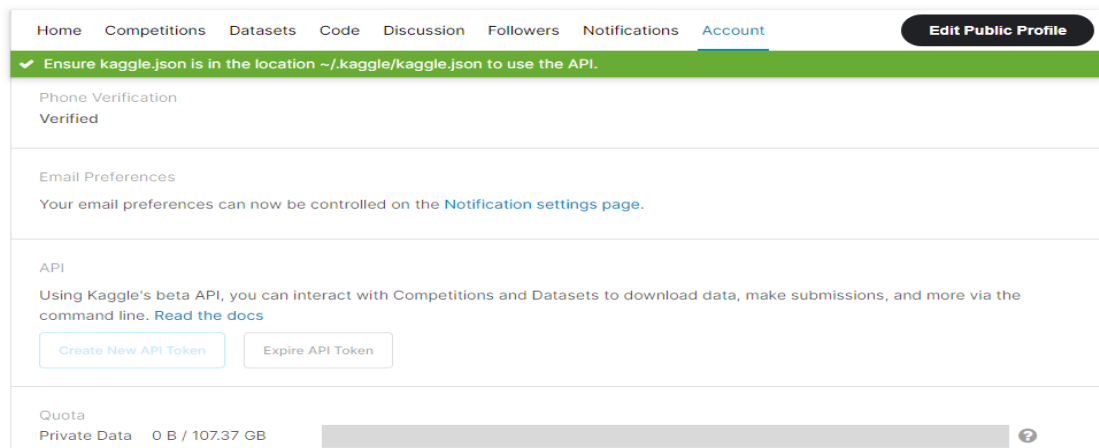 Home Competitions Datasets Code Discussion Followers Notifications Account Edit Public Profile
Ensure kaggle.json is in the location ~/.kaggle/kaggle.json to use the API.
Phone Verification
Verified
Email Preferences
Your email preferences can now be controlled on the Notification settings page.
API
Using Kaggle's beta API, you can interact with Competitions and Datasets to download data, make submissions, and more via the
command line. Read the docs
Create New API Token Expire API Token
Quota
Private Data 0 B / 107.37 GB ?